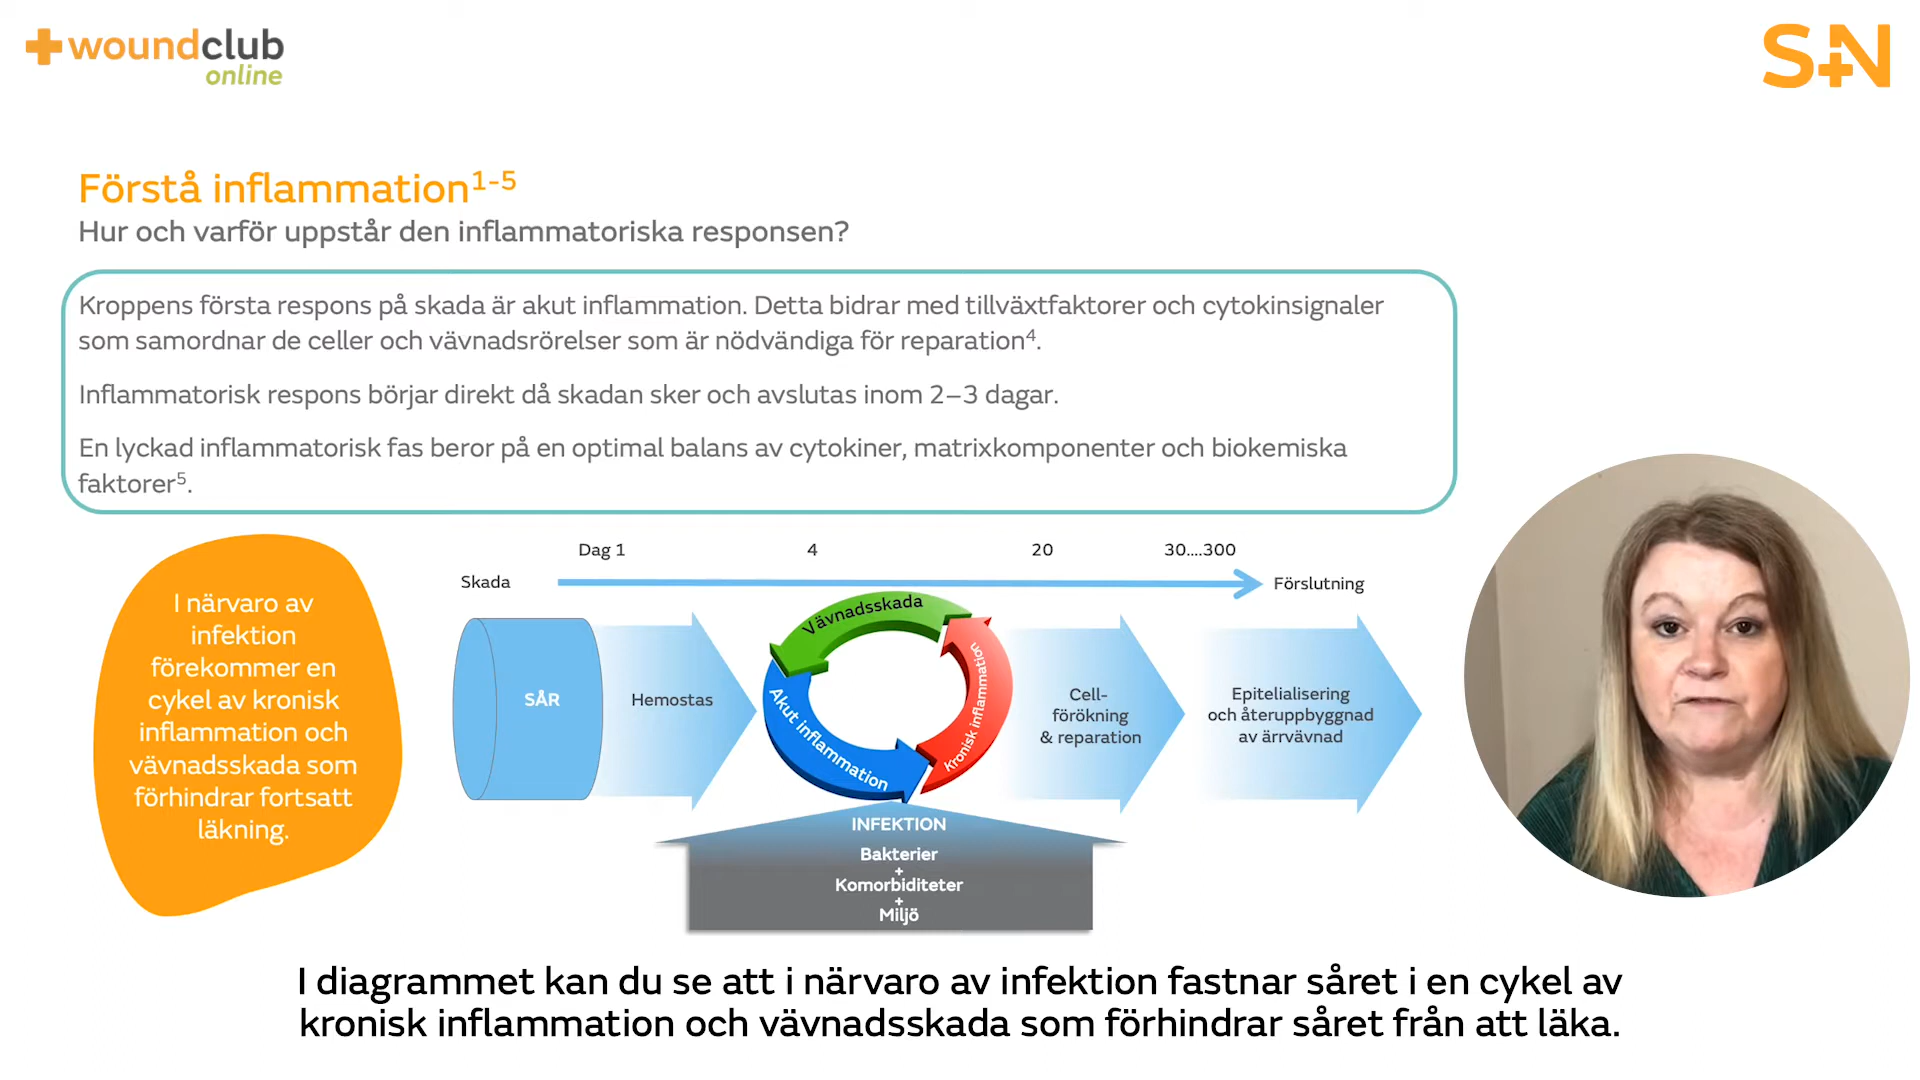 woundclub
online
S+N
Förstå inflammation1-5
Hur och varför uppstår den inflammatoriska responsen?
Kroppens första respons på skada är akut inflammation. Detta bidrar med tillväxtfaktorer och cytokinsignaler
som samordnar de celler och vävnadsrörelser som är nödvändiga för reparation4.
Inflammatorisk respons börjar direkt då skadan sker och avslutas inom 2–3 dagar.
En lyckad inflammatorisk fas beror på en optimal balans av cytokiner, matrixkomponenter och biokemiska
faktorer5.
I närvaro av
infektion
förekommer en
cykel av kronisk
inflammation och
vävnadsskada som
förhindrar fortsatt
läkning.
Dag 1 4 20 30....300
Skada
Förslutning
SÅR
Hemostas
Vävnadsskada
Akut inflammation
Kronisk inflammation
Cell-
förökning
& reparation
Epitelialisering
och återuppbyggnad
av ärrvävnad
INFEKTION
Bakterier
+
Komorbiditeter
+
Miljö
I diagrammet kan du se att i närvaro av infektion fastnar såret i en cykel av
kronisk inflammation och vävnadsskada som förhindrar såret från att läka.